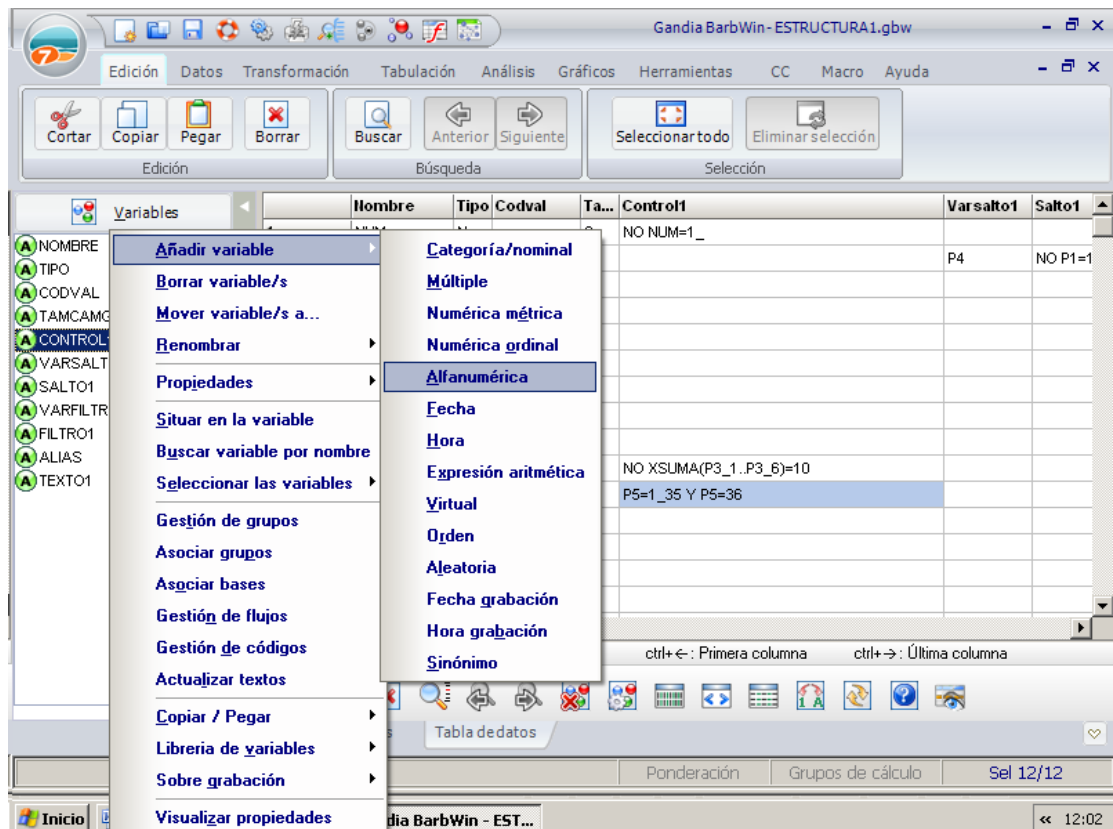 Gandia BarbWin - ESTRUCTURA1.gbw
7
Edición Datos Transformación Tabulación Análisis Gráficos Herramientas CC Macro Ayuda
Cortar Copiar Pegar Borrar Buscar Anterior Siguiente Seleccionar todo Eliminar selección
Edición Búsqueda Selección
Variables
Nombre Tipo Codval Ta... Control1 Varsalto1 Salto1
NO NUM=1_
P4 NO P1=1
NO XSUMA(P3_1..P3_6)=10
P5=1_35 Y P5=36
NOMBRE
TIPO
CODVAL
TAMCAMP
CONTROL1
VARSALT
SALTO1
VARFILTR
FILTRO1
ALIAS
TEXTO1
Añadir variable
Borrar variable/s
Mover variable/s a...
Renombrar
Propiedades
Situar en la variable
Buscar variable por nombre
Seleccionar las variables
Gestión de grupos
Asociar grupos
Asociar bases
Gestión de flujos
Gestión de códigos
Actualizar textos
Copiar / Pegar
Libreria de variables
Sobre grabación
Visualizar propiedades
Categoría/nominal
Múltiple
Numérica métrica
Numérica ordinal
Alfanumérica
Fecha
Hora
Expresión aritmética
Virtual
Orden
Aleatoria
Fecha grabación
Hora grabación
Sinónimo
ctrl+←: Primera columna ctrl+→: Última columna
Tabla de datos
Ponderación Grupos de cálculo Sel 12/12
Inicio dia BarbWin - EST... « 12:02